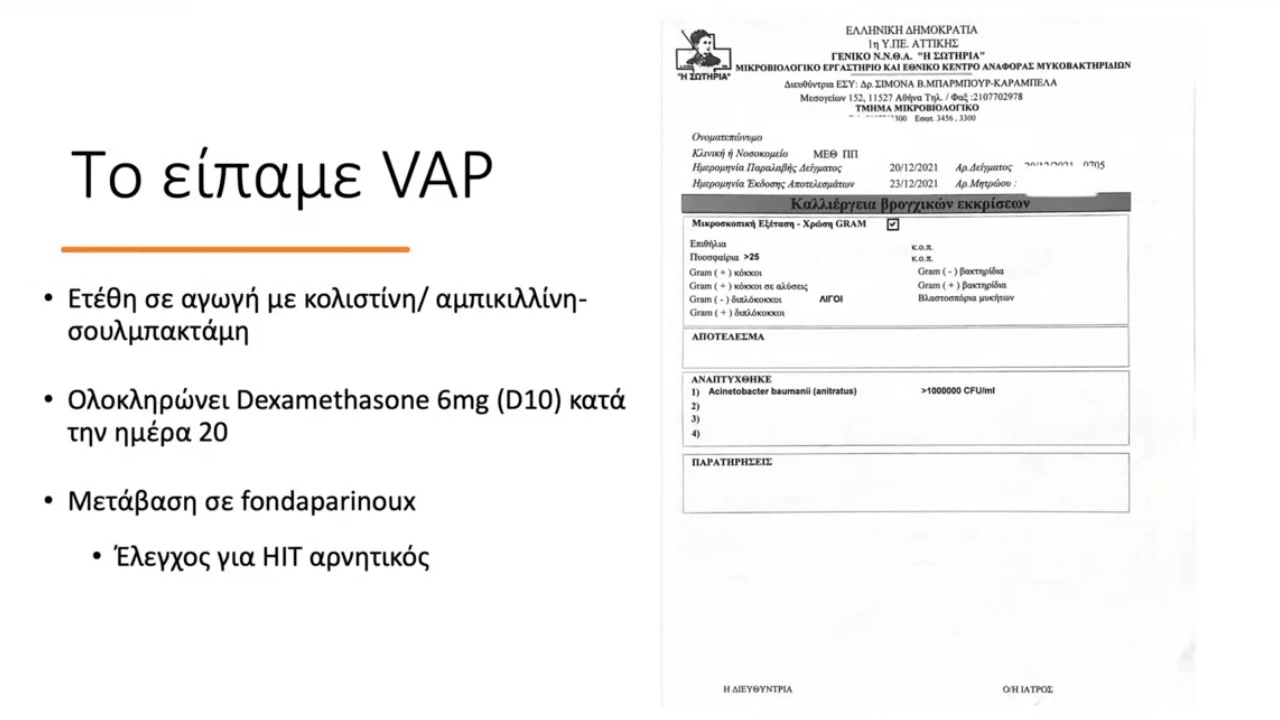 Το είπαμε VAP
• Ετέθη σε αγωγή με κολιστίνη/ αμπικιλλίνη-
σουλμπακτάμη
• Ολοκληρώνει Dexamethasone 6mg (D10) κατά
την ημέρα 20
• Μετάβαση σε fondaparinoux
• Έλεγχος για HIT αρνητικός
"Η ΣΩΤΗΡΙΑ"
ΕΛΛΗΝΙΚΗ ΔΗΜΟΚΡΑΤΙΑ
1η Υ.ΠΕ. ΑΤΤΙΚΗΣ
ΓΕΝΙΚΟ Ν.Ν.Θ.Α. "Η ΣΩΤΗΡΙΑ"
ΜΙΚΡΟΒΙΟΛΟΓΙΚΟ ΕΡΓΑΣΤΗΡΙΟ ΚΑΙ ΕΘΝΙΚΟ ΚΕΝΤΡΟ ΑΝΑΦΟΡΑΣ ΜΥΚΟΒΑΚΤΗΡΙΔΙΩΝ
Διευθύντρια ΕΣΥ: Δρ.ΣΙΜΟΝΑ Β.ΜΠΑΡΜΠΟΥΡ-ΚΑΡΑΜΠΕΛΑ
Μεσογείων 152, 11527 Αθήνα Τηλ. / Φαξ :2107702978
ΤΜΗΜΑ ΜΙΚΡΟΒΙΟΛΟΓΙΚΟ
Εσωτ. 3456 , 3300
Ονοματεπώνυμο
Κλινική ή Νοσοκομείο ΜΕΘ ΠΠ
Ημερομηνία Παραλαβής Δείγματος 20/12/2021 Αρ.Δείγματος 0705
Ημερομηνία Έκδοσης Αποτελεσμάτων 23/12/2021 Αρ.Μητρώου :
Καλλιέργεια βρογχικών εκκρίσεων
Μικροσκοπική Εξέταση - Χρώση GRAM ☑
Επιθήλια κ.ο.π.
Πυοσφαίρια >25 κ.ο.π.
Gram ( + ) κόκκοι Gram ( - ) βακτηρίδια
Gram ( + ) κόκκοι σε αλύσεις Gram ( + ) βακτηρίδια
Gram ( - ) διπλόκοκκοι ΛΙΓΟΙ Βλαστοσπόρια μυκήτων
Gram ( + ) διπλόκοκκοι
ΑΠΟΤΕΛΕΣΜΑ
ΑΝΑΠΤΥΧΘΗΚΕ
1) Acinetobacter baumanii (anitratus) >1000000 CFU/ml
2)
3)
4)
ΠΑΡΑΤΗΡΗΣΕΙΣ
Η ΔΙΕΥΘΥΝΤΡΙΑ Ο/Η ΙΑΤΡΟΣ